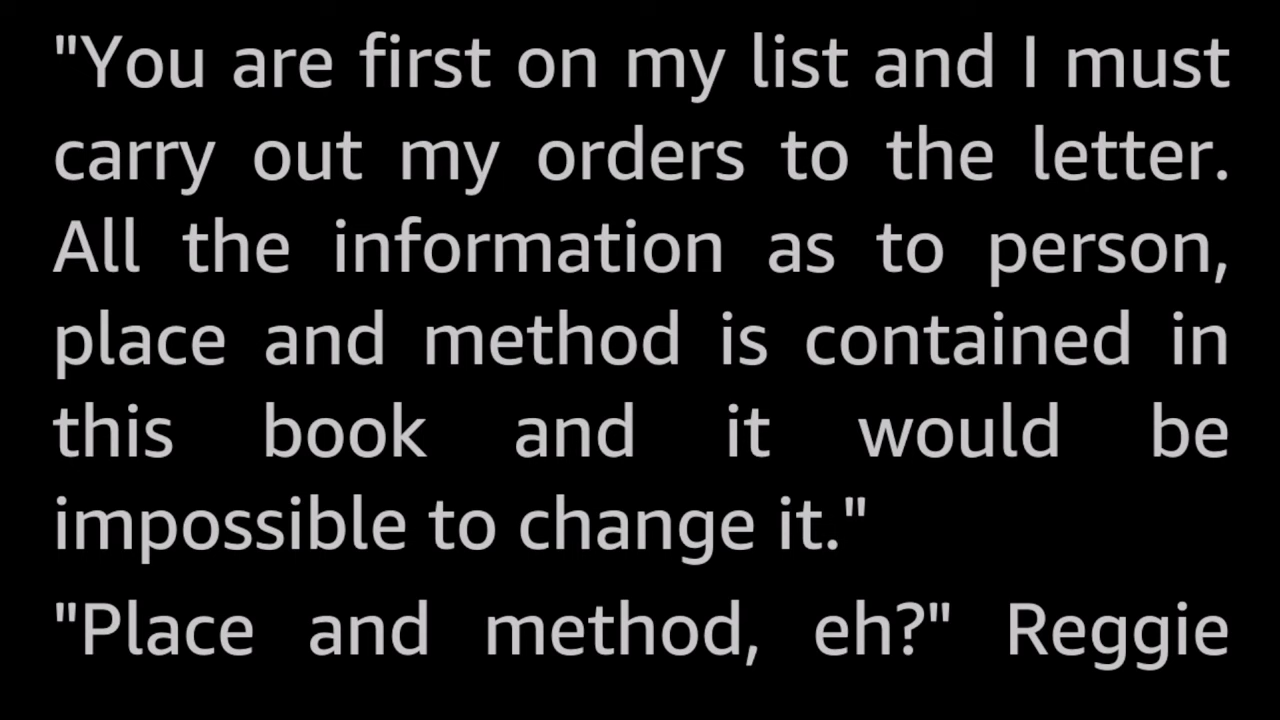 "You are first on my list and I must
carry out my orders to the letter.
All the information as to person,
place and method is contained in
this book and it would be
impossible to change it."
"Place and method, eh?" Reggie